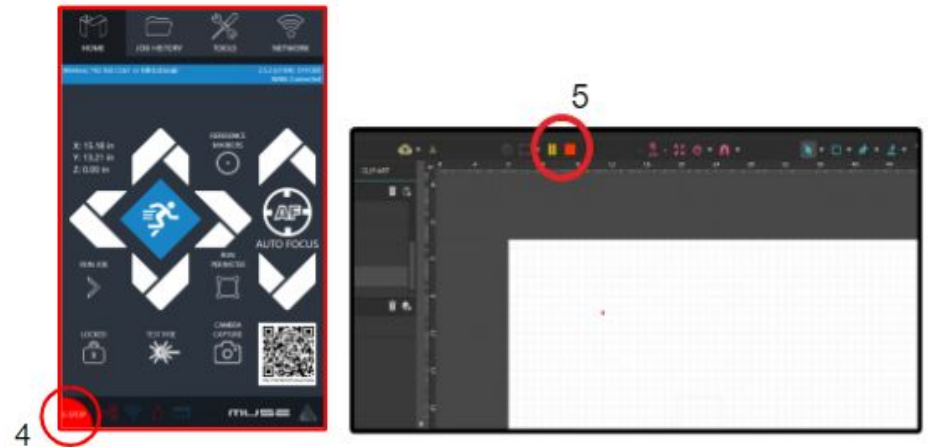 HOME
JOB HISTORY
TOOLS
NETWORK
X: 15.18 in
Y: 13.21 in
Z: 0.00 in
REFERENCE
MARKERS
AF
AUTO FOCUS
RUN JOB
RUN
PERIMETER
LOCKED
TEST FIRE
CAMERA
CAPTURE
E-STOP
MUSE
4
5
CLIP ART